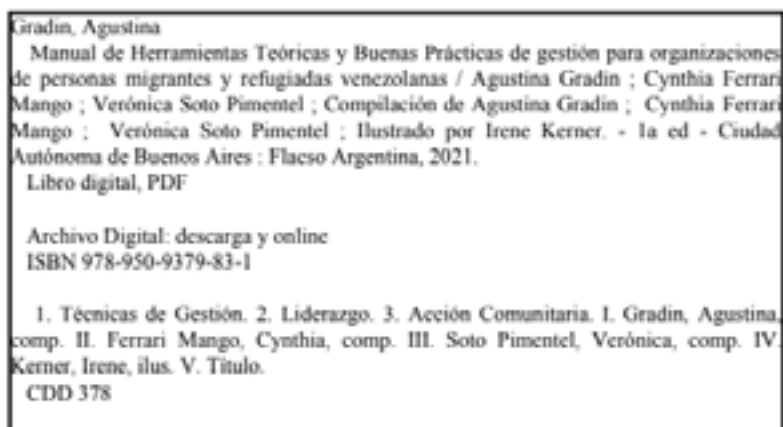 Gradin, Agustina
Manual de Herramientas Teóricas y Buenas Prácticas de gestión para organizaciones
de personas migrantes y refugiadas venezolanas / Agustina Gradin ; Cynthia Ferrari
Mango ; Verónica Soto Pimentel ; Compilación de Agustina Gradin ; Cynthia Ferrari
Mango ; Verónica Soto Pimentel ; Ilustrado por Irene Kerner. - 1a ed - Ciudad
Autónoma de Buenos Aires : Flacso Argentina, 2021.
Libro digital, PDF
Archivo Digital: descarga y online
ISBN 978-950-9379-83-1
1. Técnicas de Gestión. 2. Liderazgo. 3. Acción Comunitaria. I. Gradin, Agustina,
comp. II. Ferrari Mango, Cynthia, comp. III. Soto Pimentel, Verónica, comp. IV.
Kerner, Irene, ilus. V. Título.
CDD 378